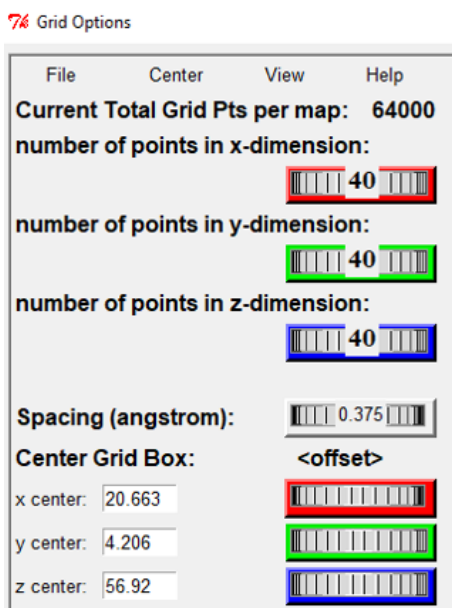 Grid Options
File Center View Help
Current Total Grid Pts per map: 64000
number of points in x-dimension:
40
number of points in y-dimension:
40
number of points in z-dimension:
40
Spacing (angstrom): 0.375
Center Grid Box: <offset>
x center: 20.663
y center: 4.206
z center: 56.92